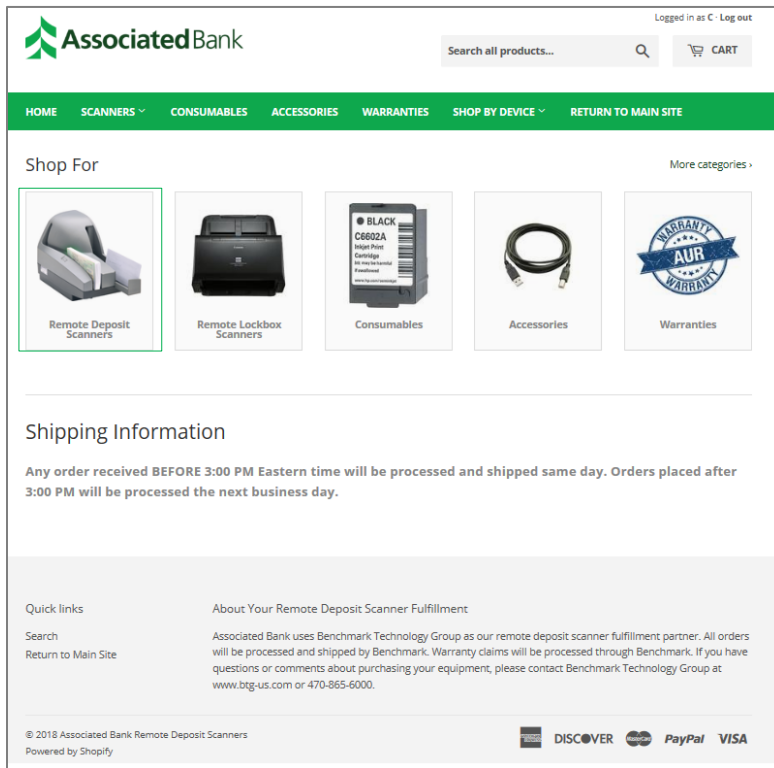 Logged in as C · Log out
Associated Bank
Search all products...
CART
HOME SCANNERS CONSUMABLES ACCESSORIES WARRANTIES SHOP BY DEVICE RETURN TO MAIN SITE
Shop For
More categories ›
BLACK
C6602A
Inkjet Print
Cartridge
WARRANTY
AUR
WARRANTY
Remote Deposit
Scanners
Remote Lockbox
Scanners
Consumables
Accessories
Warranties
Shipping Information
Any order received BEFORE 3:00 PM Eastern time will be processed and shipped same day. Orders placed after
3:00 PM will be processed the next business day.
Quick links
Search
Return to Main Site
About Your Remote Deposit Scanner Fulfillment
Associated Bank uses Benchmark Technology Group as our remote deposit scanner fulfillment partner. All orders
will be processed and shipped by Benchmark. Warranty claims will be processed through Benchmark. If you have
questions or comments about purchasing your equipment, please contact Benchmark Technology Group at
www.btg-us.com or 470-865-6000.
© 2018 Associated Bank Remote Deposit Scanners
Powered by Shopify
DISCOVER MasterCard PayPal VISA